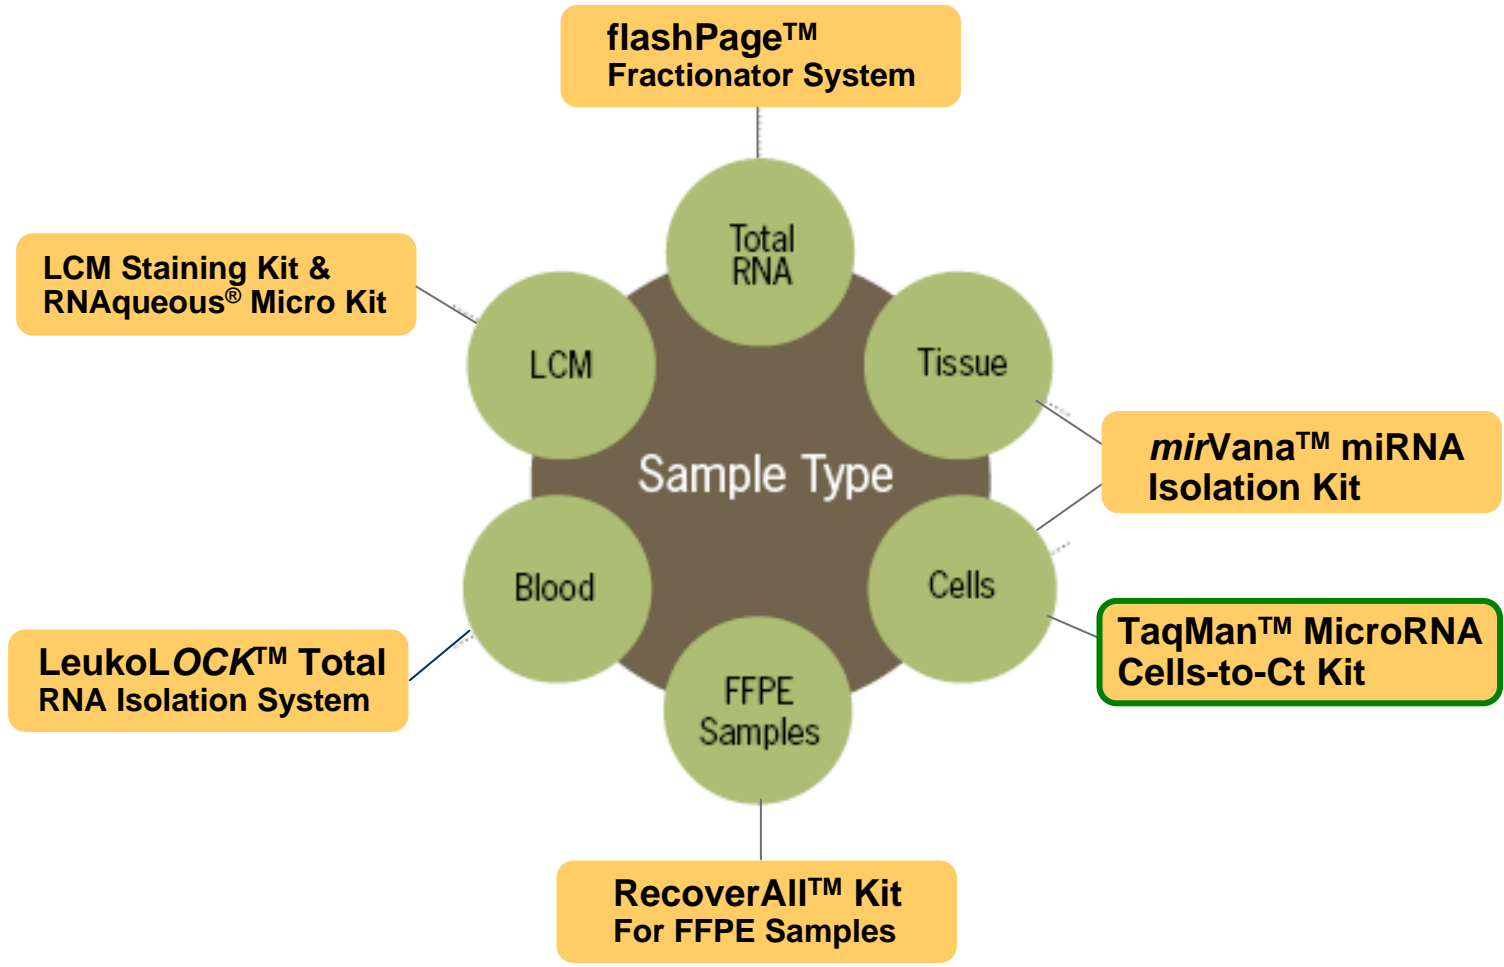 flashPage™
Fractionator System
LCM Staining Kit &
RNAqueous® Micro Kit
Total
RNA
LCM
Tissue
mirVana™ miRNA
Isolation Kit
Sample Type
Blood
Cells
LeukoLOCK™ Total
RNA Isolation System
TaqMan™ MicroRNA
Cells-to-Ct Kit
FFPE
Samples
RecoverAll™ Kit
For FFPE Samples